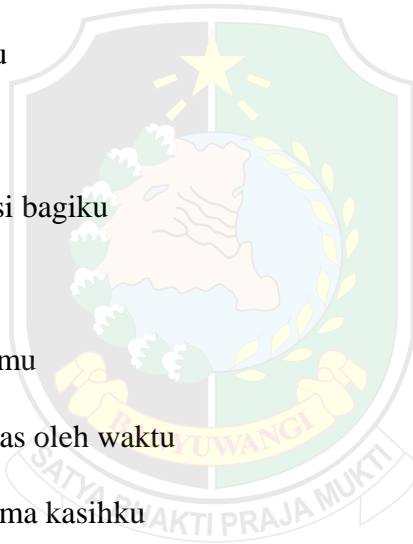 u
si bagiku
mu
as oleh waktu
ma kasihku
BANYUWANGI
SATYA BHAKTI PRAJA MUKTI